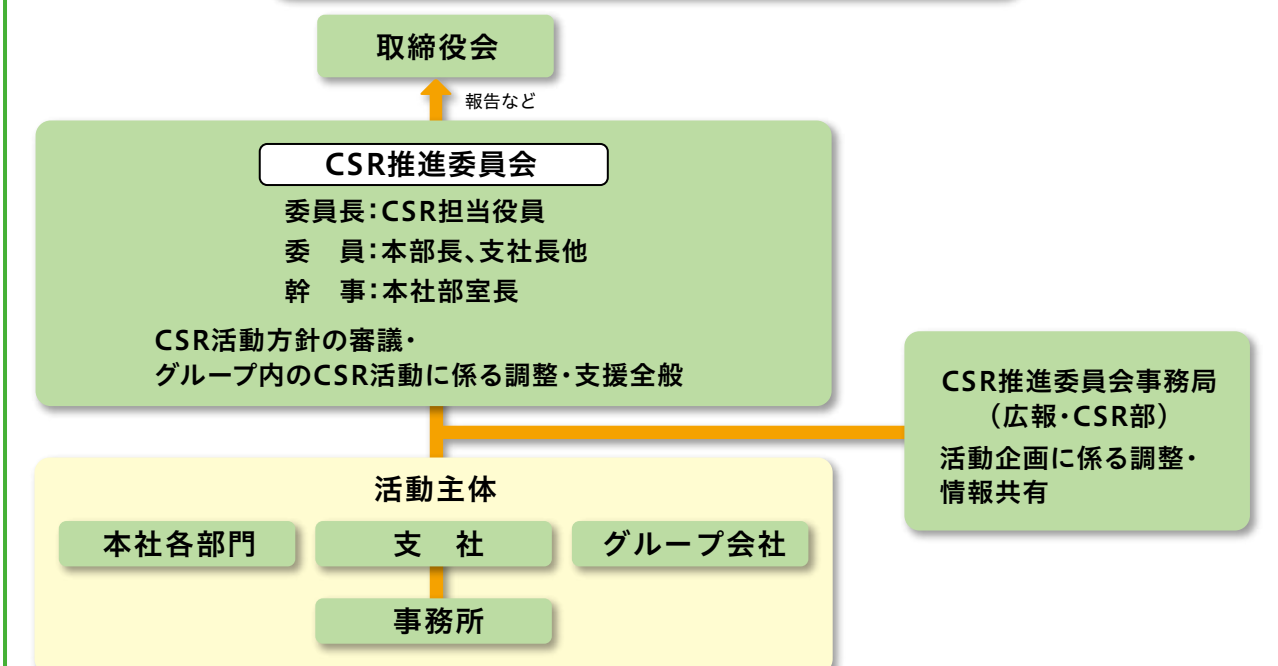 取締役会
報告など
CSR推進委員会
委員長：CSR担当役員
委　員：本部長、支社長他
幹　事：本社部室長
CSR活動方針の審議・
グループ内のCSR活動に係る調整・支援全般
CSR推進委員会事務局
（広報・CSR部）
活動企画に係る調整・
情報共有
活動主体
本社各部門
支　社
グループ会社
事務所